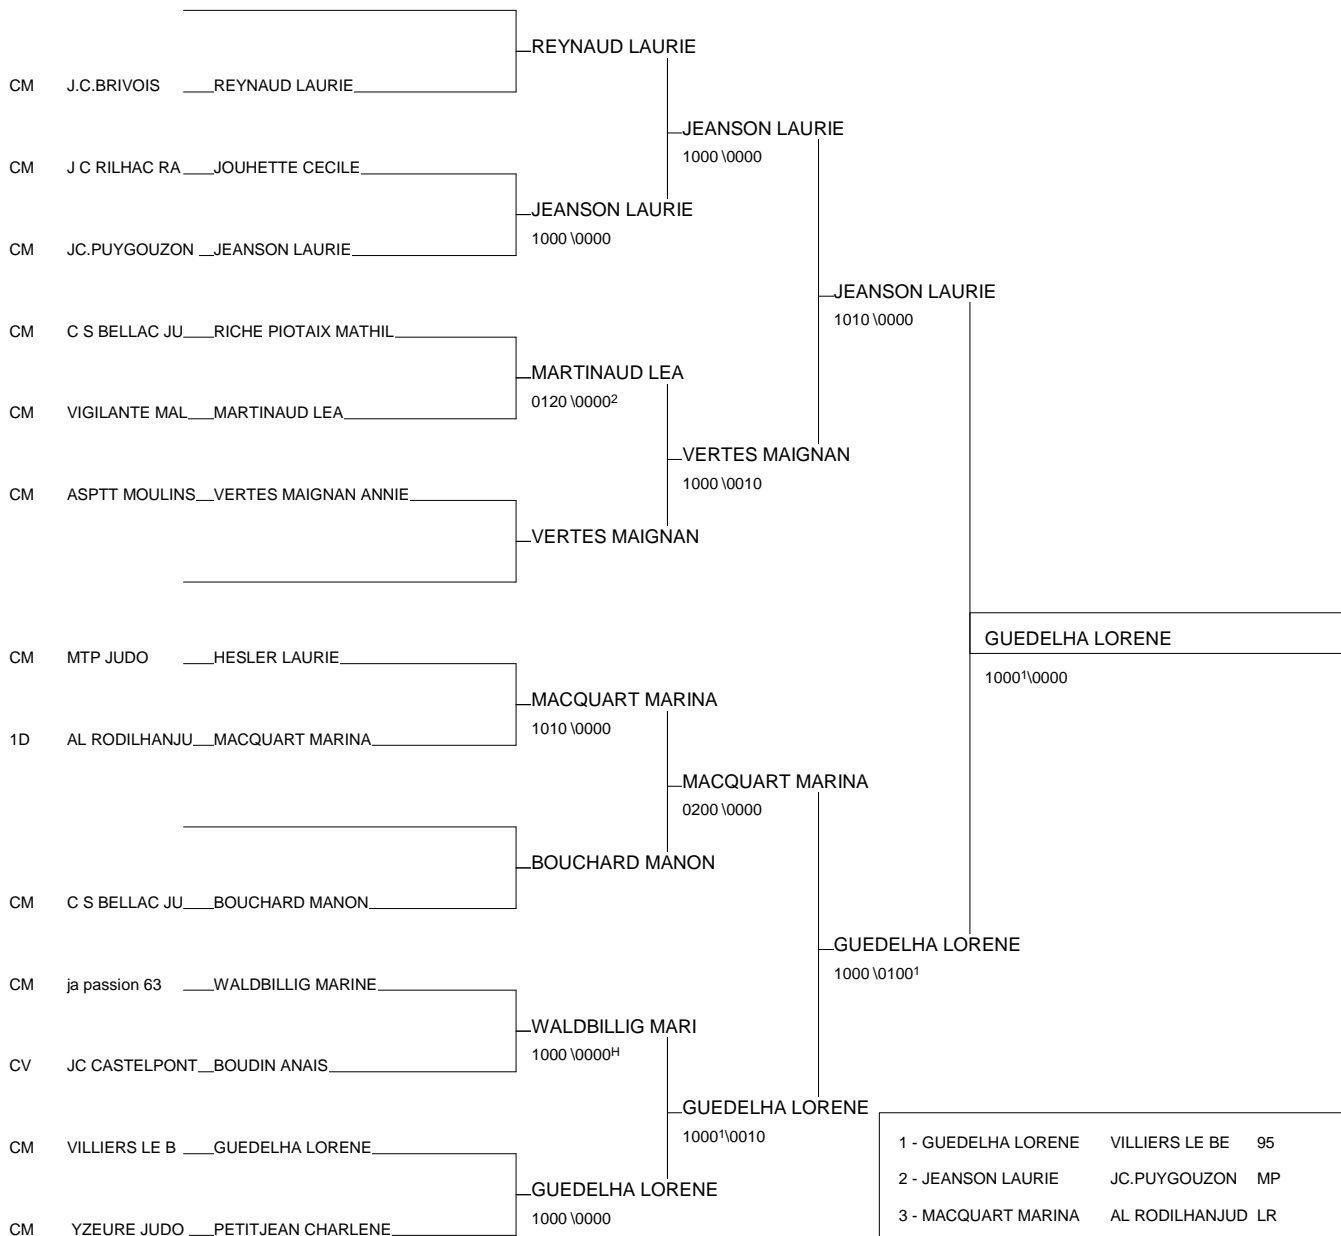 REYNAUD LAURIE
CM J.C.BRIVOIS REYNAUD LAURIE
JEANSON LAURIE
1000 \0000
CM J C RILHAC RA JOUHETTE CECILE
JEANSON LAURIE
1000 \0000
CM JC.PUYGOUZON JEANSON LAURIE
JEANSON LAURIE
1010 \0000
CM C S BELLAC JU RICHE PIOTAIX MATHIL
MARTINAUD LEA
0120 \0000²
CM VIGILANTE MAL MARTINAUD LEA
VERTES MAIGNAN
1000 \0010
CM ASPTT MOULINS VERTES MAIGNAN ANNIE
VERTES MAIGNAN
GUEDELHA LORENE
1000¹\0000
CM MTP JUDO HESLER LAURIE
MACQUART MARINA
1010 \0000
1D AL RODILHANJU MACQUART MARINA
MACQUART MARINA
0200 \0000
BOUCHARD MANON
CM C S BELLAC JU BOUCHARD MANON
GUEDELHA LORENE
1000 \0100¹
CM ja passion 63 WALDBILLIG MARINE
WALDBILLIG MARI
1000 \0000ᴴ
CV JC CASTELPONT BOUDIN ANAIS
GUEDELHA LORENE
1000¹\0010
CM VILLIERS LE B GUEDELHA LORENE
GUEDELHA LORENE
1000 \0000
CM YZEURE JUDO PETITJEAN CHARLENE
1 - GUEDELHA LORENE VILLIERS LE BE 95
2 - JEANSON LAURIE JC.PUYGOUZON MP
3 - MACQUART MARINA AL RODILHANJUD LR